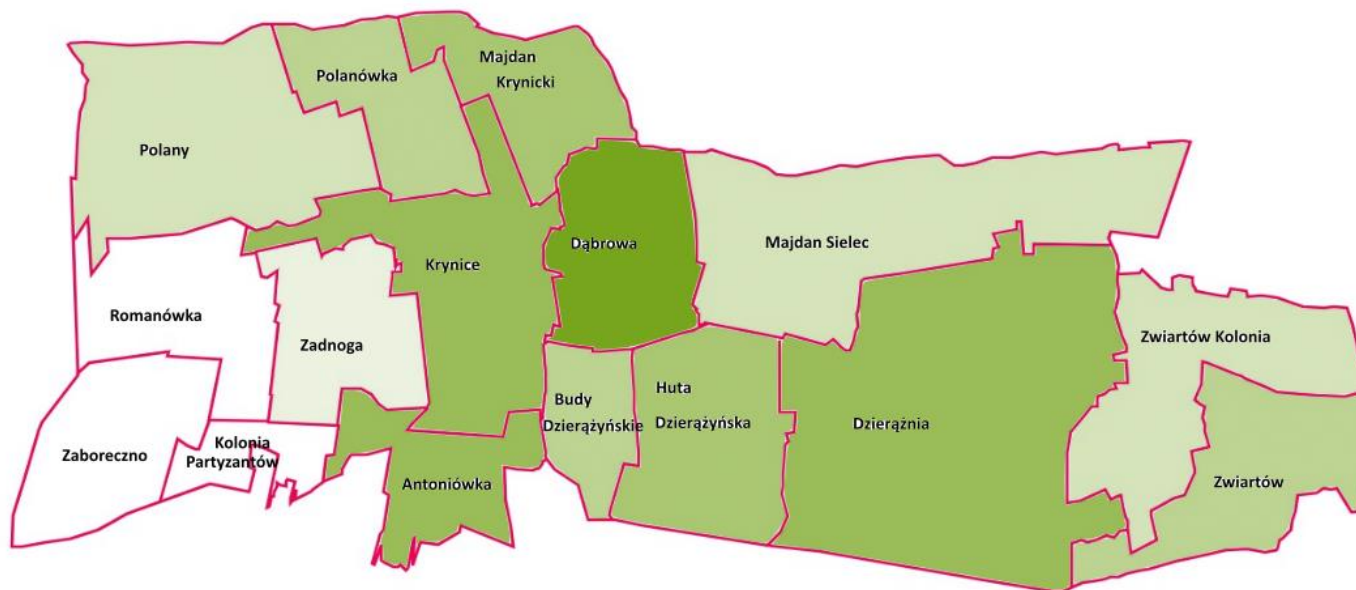 Majdan
Krynicki
Polanówka
Polany
Dąbrowa
Majdan Sielec
Krynice
Romanówka
Zadnoga
Zwiartów Kolonia
Budy
Dzierążyńskie
Huta
Dzierążyńska
Dzierążnia
Kolonia
Partyzantów
Zaboreczno
Antoniówka
Zwiartów